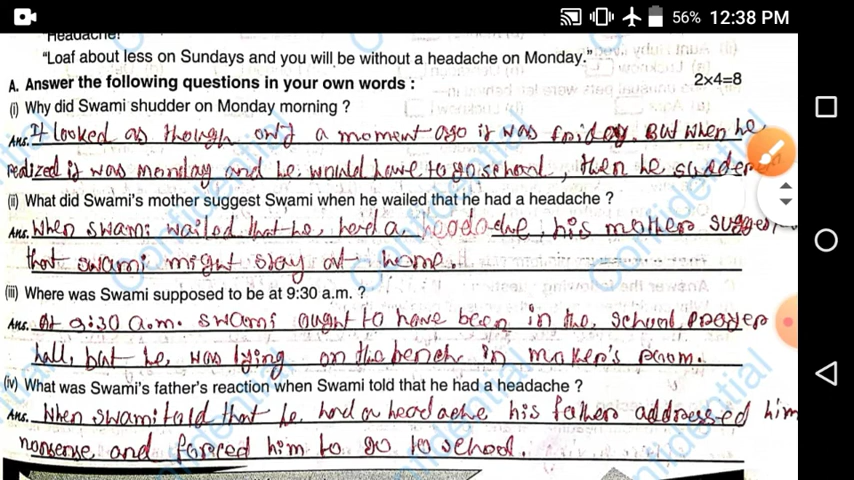 56% 12:38 PM
Headache!
"Loaf about less on Sundays and you will be without a headache on Monday."
A. Answer the following questions in your own words : 2×4=8
(i) Why did Swami shudder on Monday morning ?
Ans. It looked as though only a moment ago it was friday. But when he
realized it was monday and he would have to go school, then he
(ii) What did Swami's mother suggest Swami when he wailed that he had a headache ?
Ans. When swami wailed that he had a headache, his mother
that swami might stay at home.
(iii) Where was Swami supposed to be at 9:30 a.m. ?
Ans. At 9:30 a.m. swami ought to have been in the school prayer
hall, but he was lying on the bench in mother's room.
(iv) What was Swami's father's reaction when Swami told that he had a headache ?
Ans. When swami told that he had a headache his father addressed him
nonsense and forced him to go to school.
Confidential